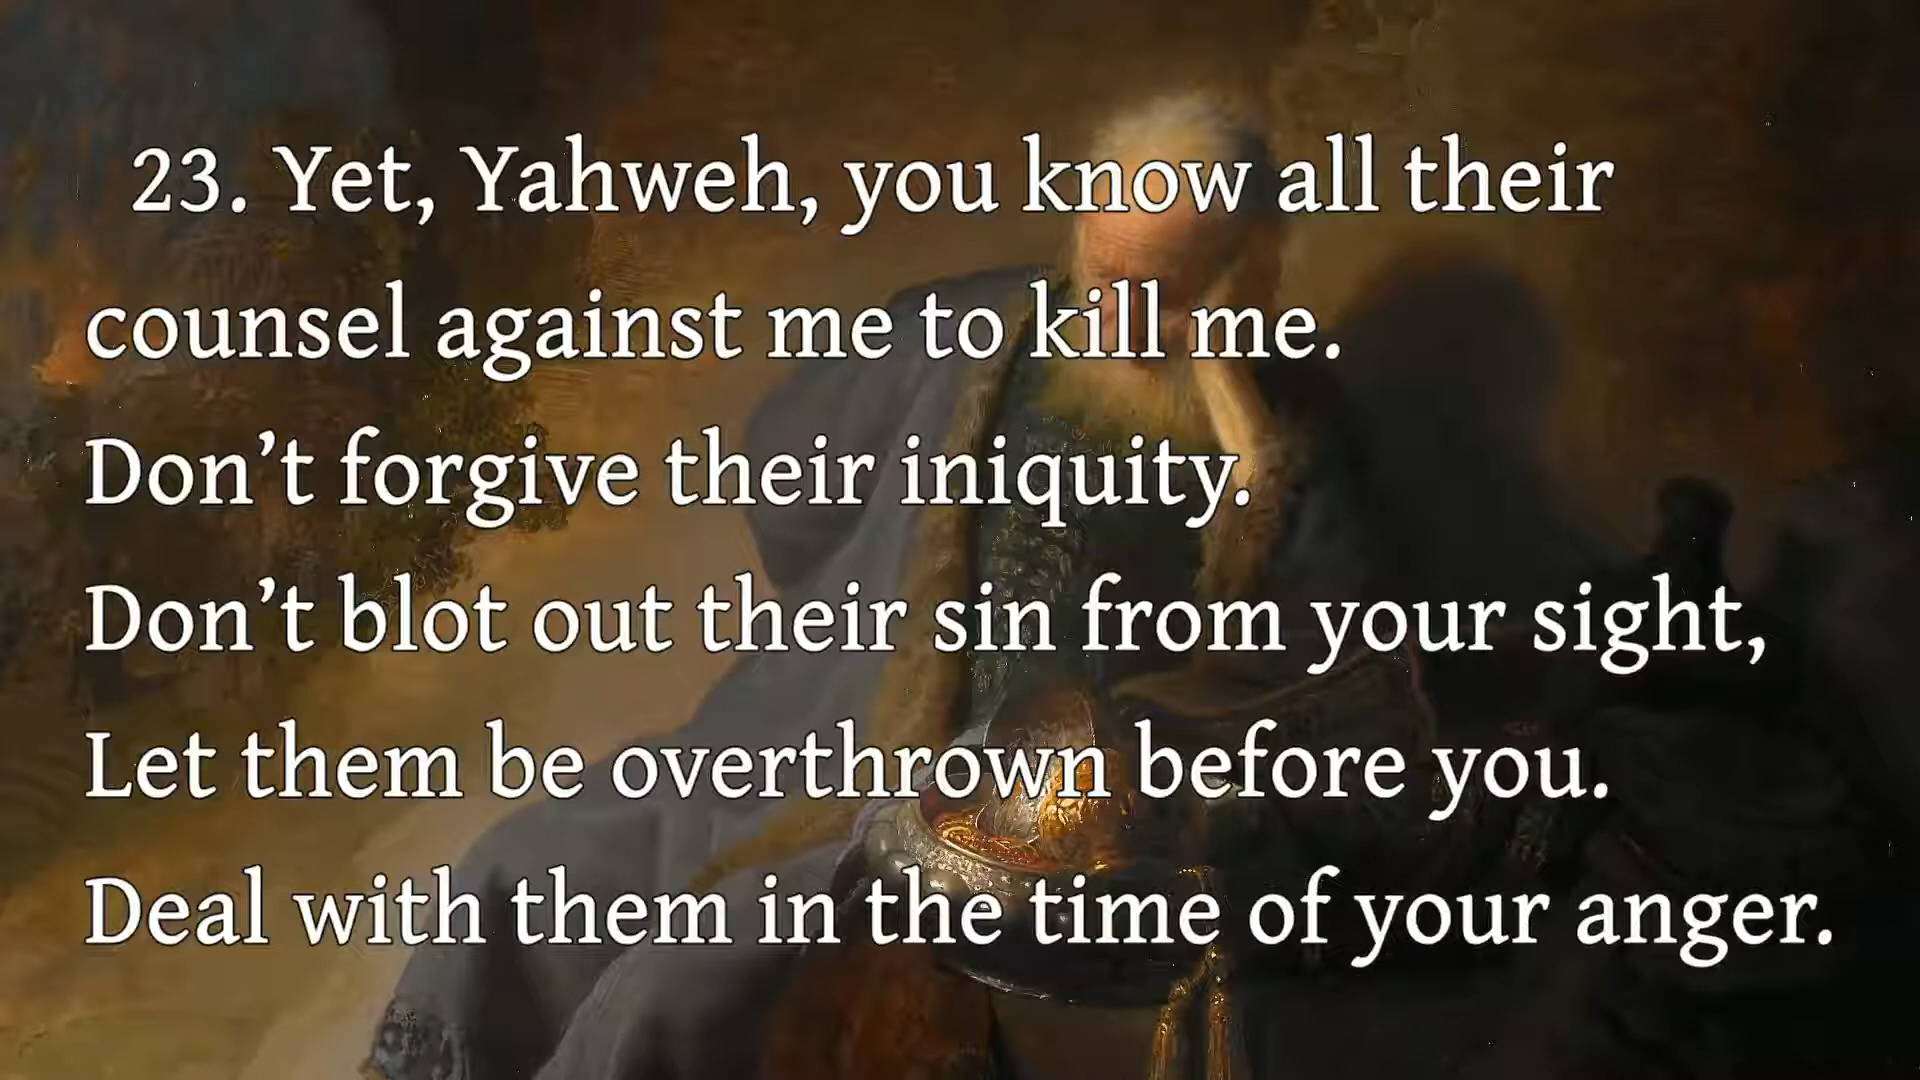 23. Yet, Yahweh, you know all their
counsel against me to kill me.
Don’t forgive their iniquity.
Don’t blot out their sin from your sight,
Let them be overthrown before you.
Deal with them in the time of your anger.